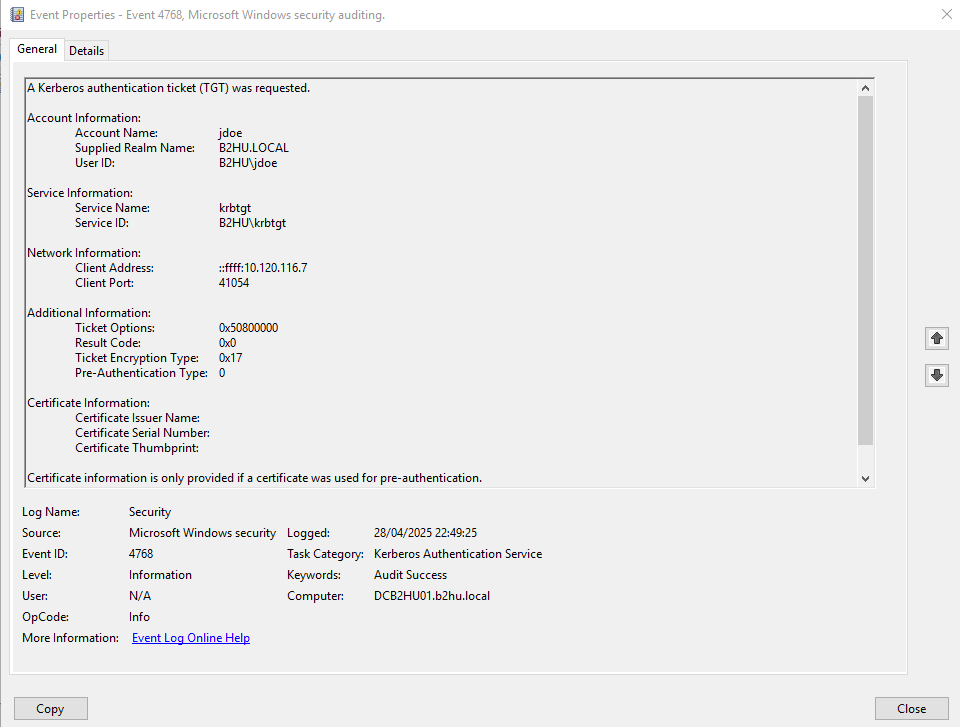 Event Properties - Event 4768, Microsoft Windows security auditing.
General Details
A Kerberos authentication ticket (TGT) was requested.
Account Information:
Account Name: jdoe
Supplied Realm Name: B2HU.LOCAL
User ID: B2HU\jdoe
Service Information:
Service Name: krbtgt
Service ID: B2HU\krbtgt
Network Information:
Client Address: ::ffff:10.120.116.7
Client Port: 41054
Additional Information:
Ticket Options: 0x50800000
Result Code: 0x0
Ticket Encryption Type: 0x17
Pre-Authentication Type: 0
Certificate Information:
Certificate Issuer Name:
Certificate Serial Number:
Certificate Thumbprint:
Certificate information is only provided if a certificate was used for pre-authentication.
Log Name: Security
Source: Microsoft Windows security Logged: 28/04/2025 22:49:25
Event ID: 4768 Task Category: Kerberos Authentication Service
Level: Information Keywords: Audit Success
User: N/A Computer: DCB2HU01.b2hu.local
OpCode: Info
More Information: Event Log Online Help
Copy Close